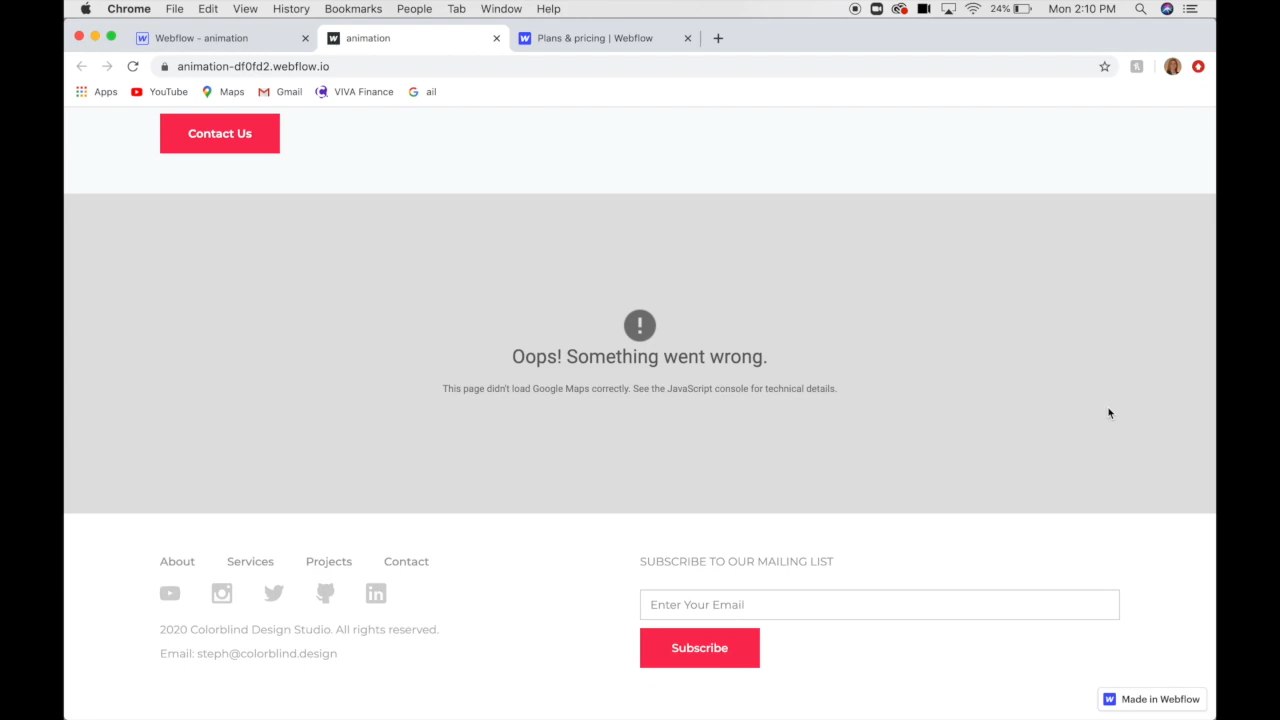 Chrome File Edit View History Bookmarks People Tab Window Help 24% Mon 2:10 PM
Webflow - animation animation Plans & pricing | Webflow
animation-df0fd2.webflow.io
Apps YouTube Maps Gmail VIVA Finance ail
Contact Us
Oops! Something went wrong.
This page didn't load Google Maps correctly. See the JavaScript console for technical details.
About Services Projects Contact
SUBSCRIBE TO OUR MAILING LIST
Enter Your Email
2020 Colorblind Design Studio. All rights reserved.
Subscribe
Email: steph@colorblind.design
Made in Webflow